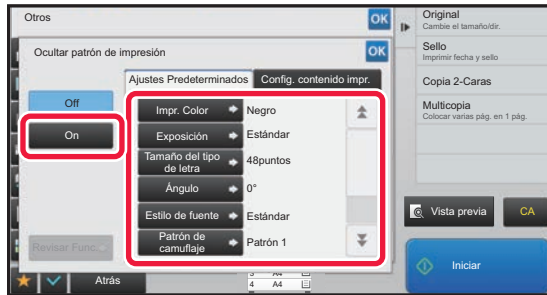 Otros
OK
Original
Cambie el tamaño/dir.
Ocultar patrón de impresión
OK
Sello
Imprimir fecha y sello
Ajustes Predeterminados
Config. contenido impr.
Copia 2-Caras
Off
On
Impr. Color
Negro
Multicopia
Colocar varias pág. en 1 pág.
Exposición
Estándar
Tamaño del tipo
de letra
48puntos
Ángulo
0°
Estilo de fuente
Estándar
Vista previa
CA
Patrón de
camuflaje
Patrón 1
Revisar Func.
Atrás
3 A4
4 A4
Iniciar